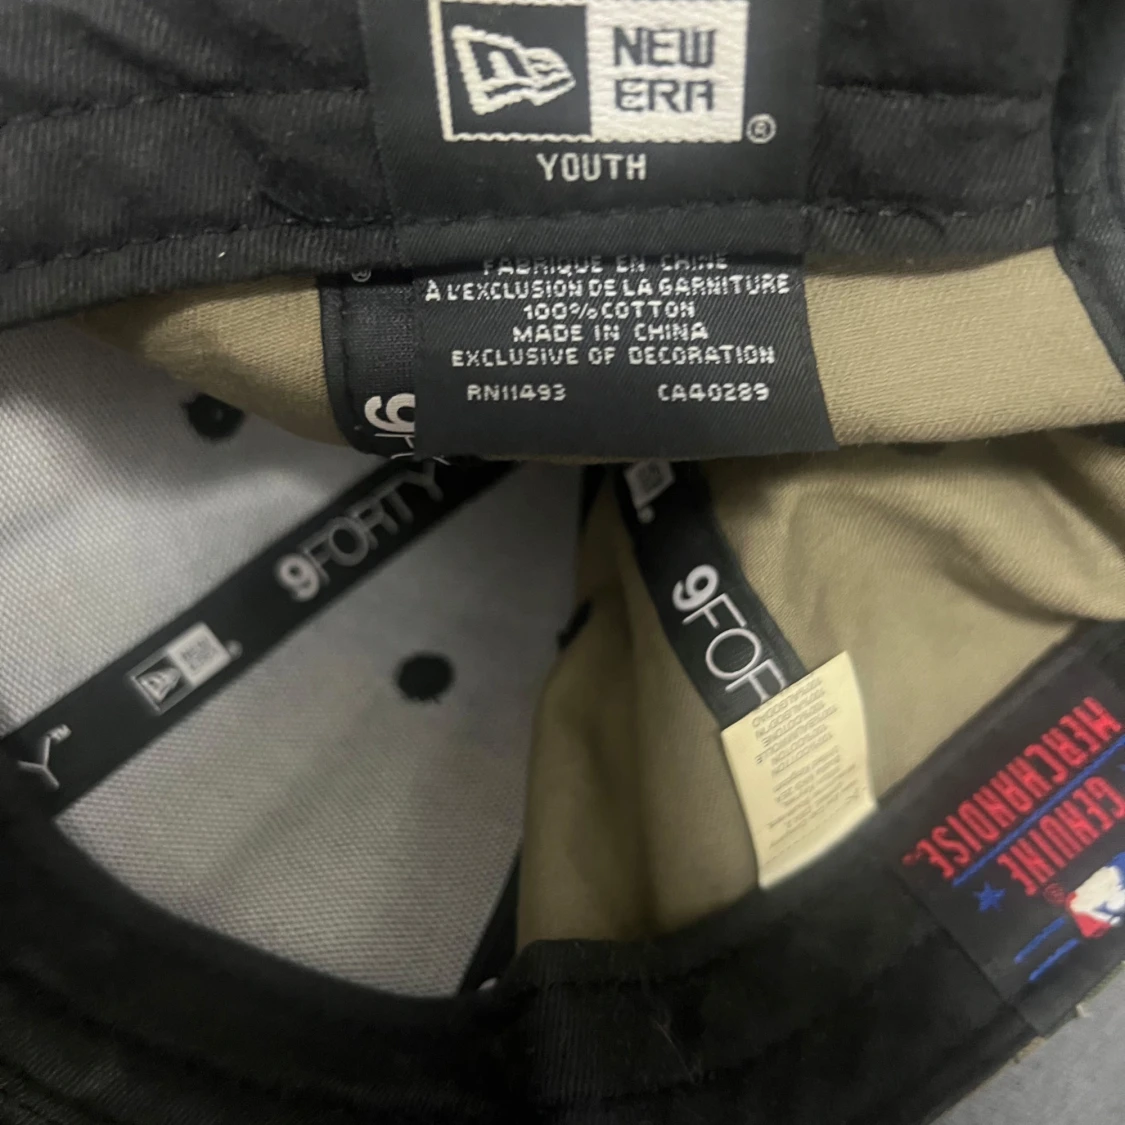 NEW
ERA
®
YOUTH
FABRIQUE EN CHINE
À L'EXCLUSION DE LA GARNITURE
100% COTTON
MADE IN CHINA
EXCLUSIVE OF DECORATION
RN11493 CA40289
9FORTY
9FOR
Y™
GENUINE
MERCHANDISE